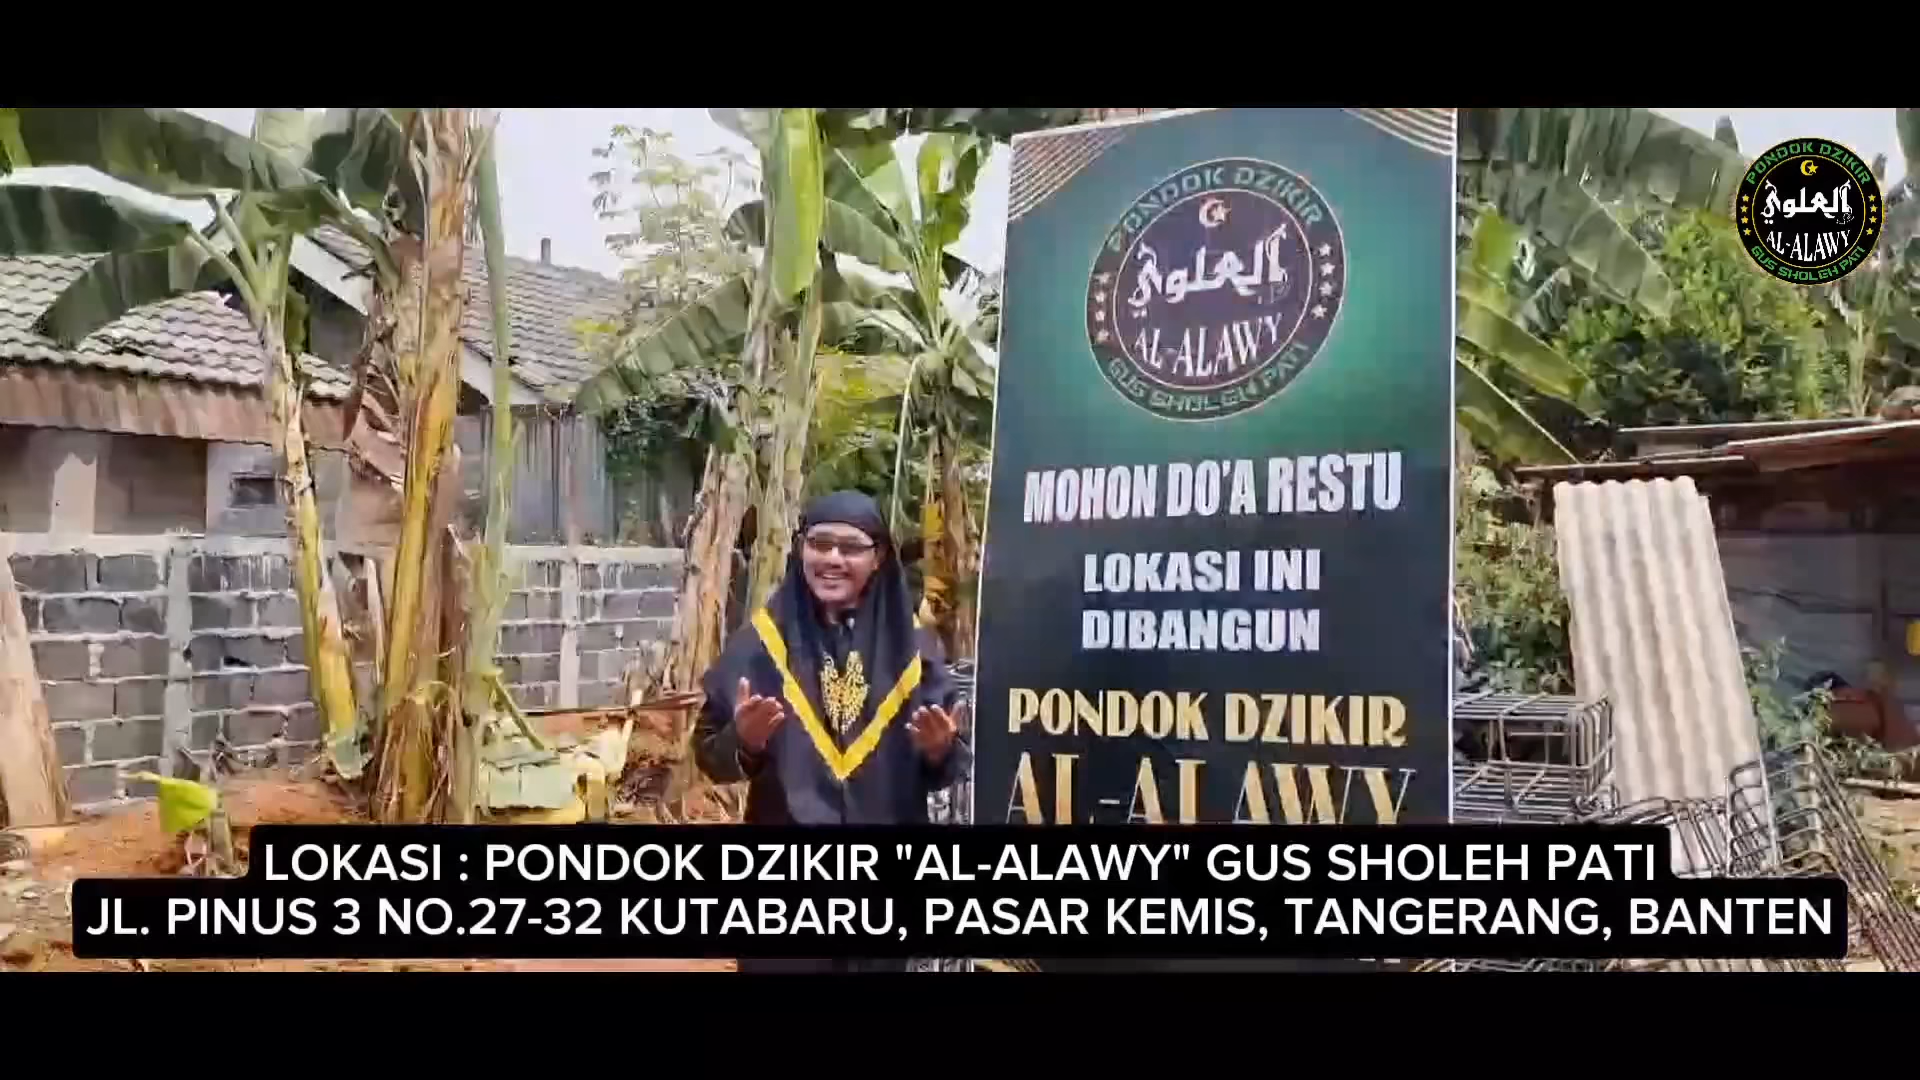 PONDOK DZIKIR
العلوي
AL-ALAWY
GUS SHOLEH PATI
MOHON DO'A RESTU
LOKASI INI
DIBANGUN
PONDOK DZIKIR
AL-ALAWY
PONDOK DZIKIR
العلوي
AL-ALAWY
GUS SHOLEH PATI
LOKASI : PONDOK DZIKIR "AL-ALAWY" GUS SHOLEH PATI
JL. PINUS 3 NO.27-32 KUTABARU, PASAR KEMIS, TANGERANG, BANTEN